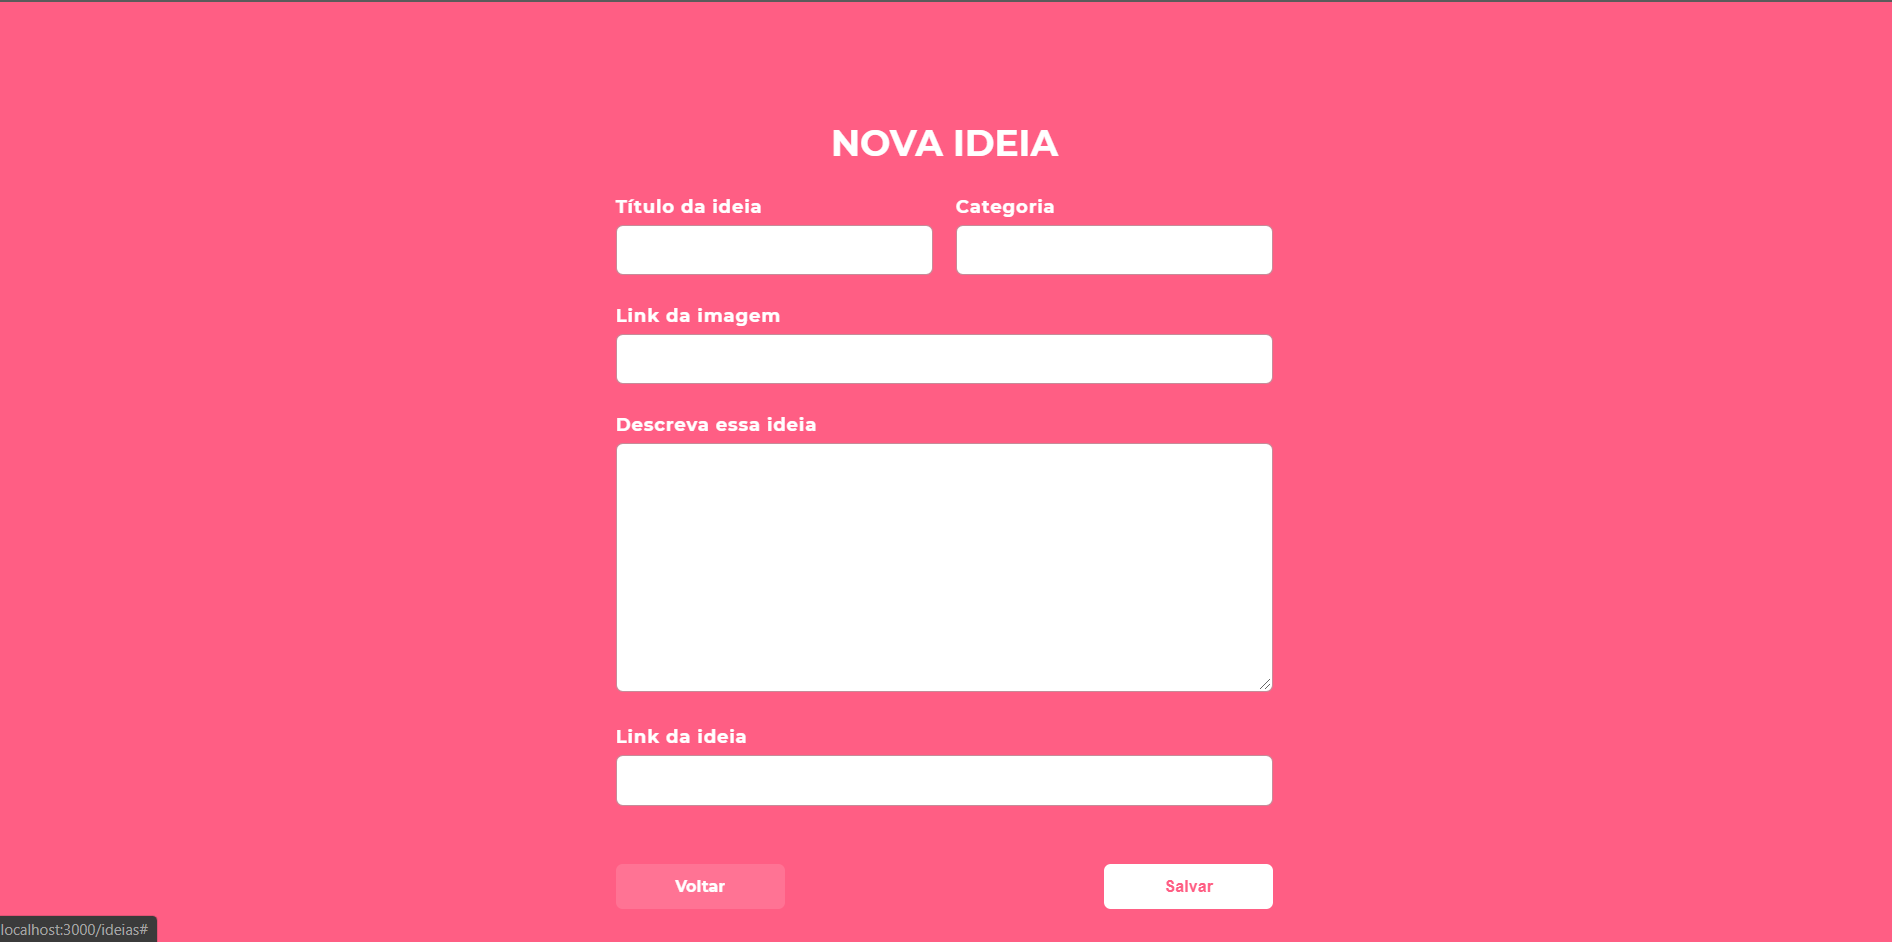 NOVA IDEIA
Título da ideia
Categoria
Link da imagem
Descreva essa ideia
Link da ideia
Voltar
Salvar
localhost:3000/ideias#